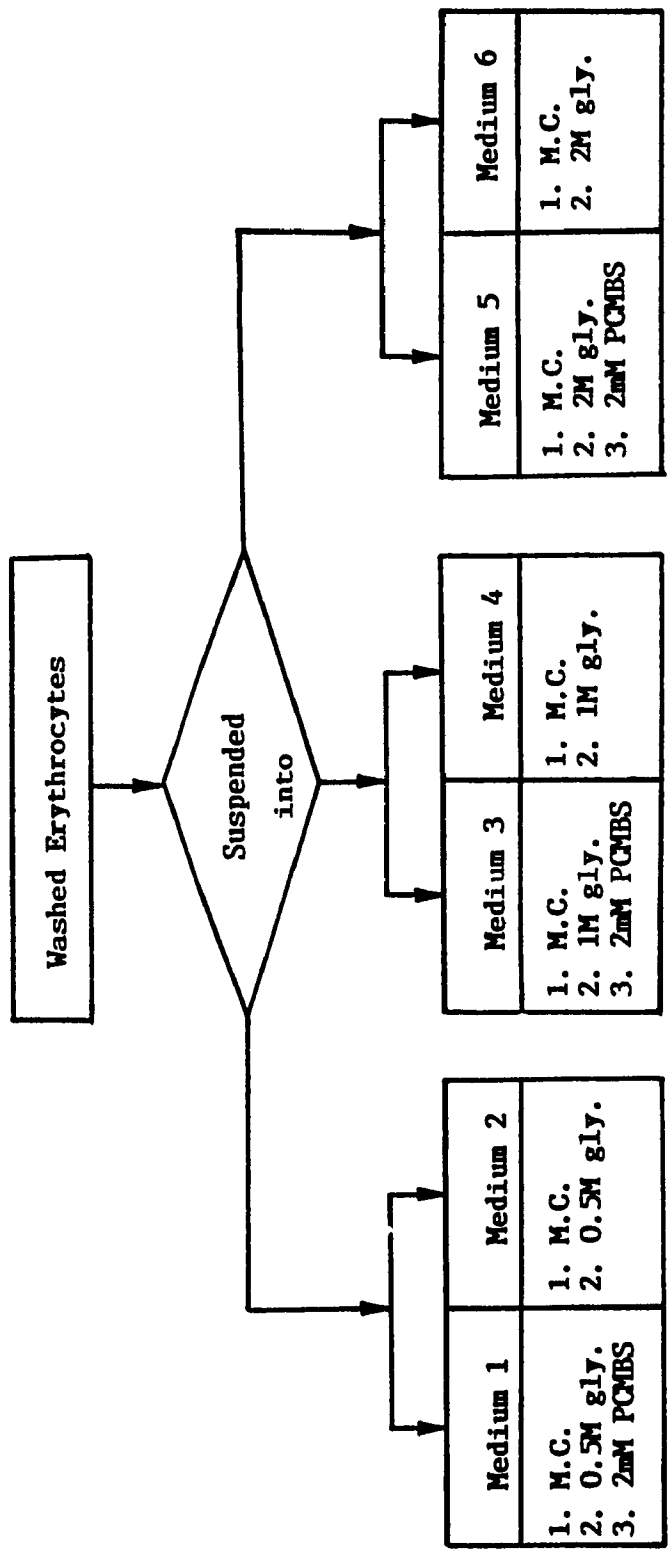 Washed Erythrocytes
Suspended
into
Medium 1
1. M.C.
2. 0.5M gly.
3. 2mM PCMBS
Medium 2
1. M.C.
2. 0.5M gly.
Medium 3
1. M.C.
2. 1M gly.
3. 2mM PCMBS
Medium 4
1. M.C.
2. 1M gly.
Medium 5
1. M.C.
2. 2M gly.
3. 2mM PCMBS
Medium 6
1. M.C.
2. 2M gly.